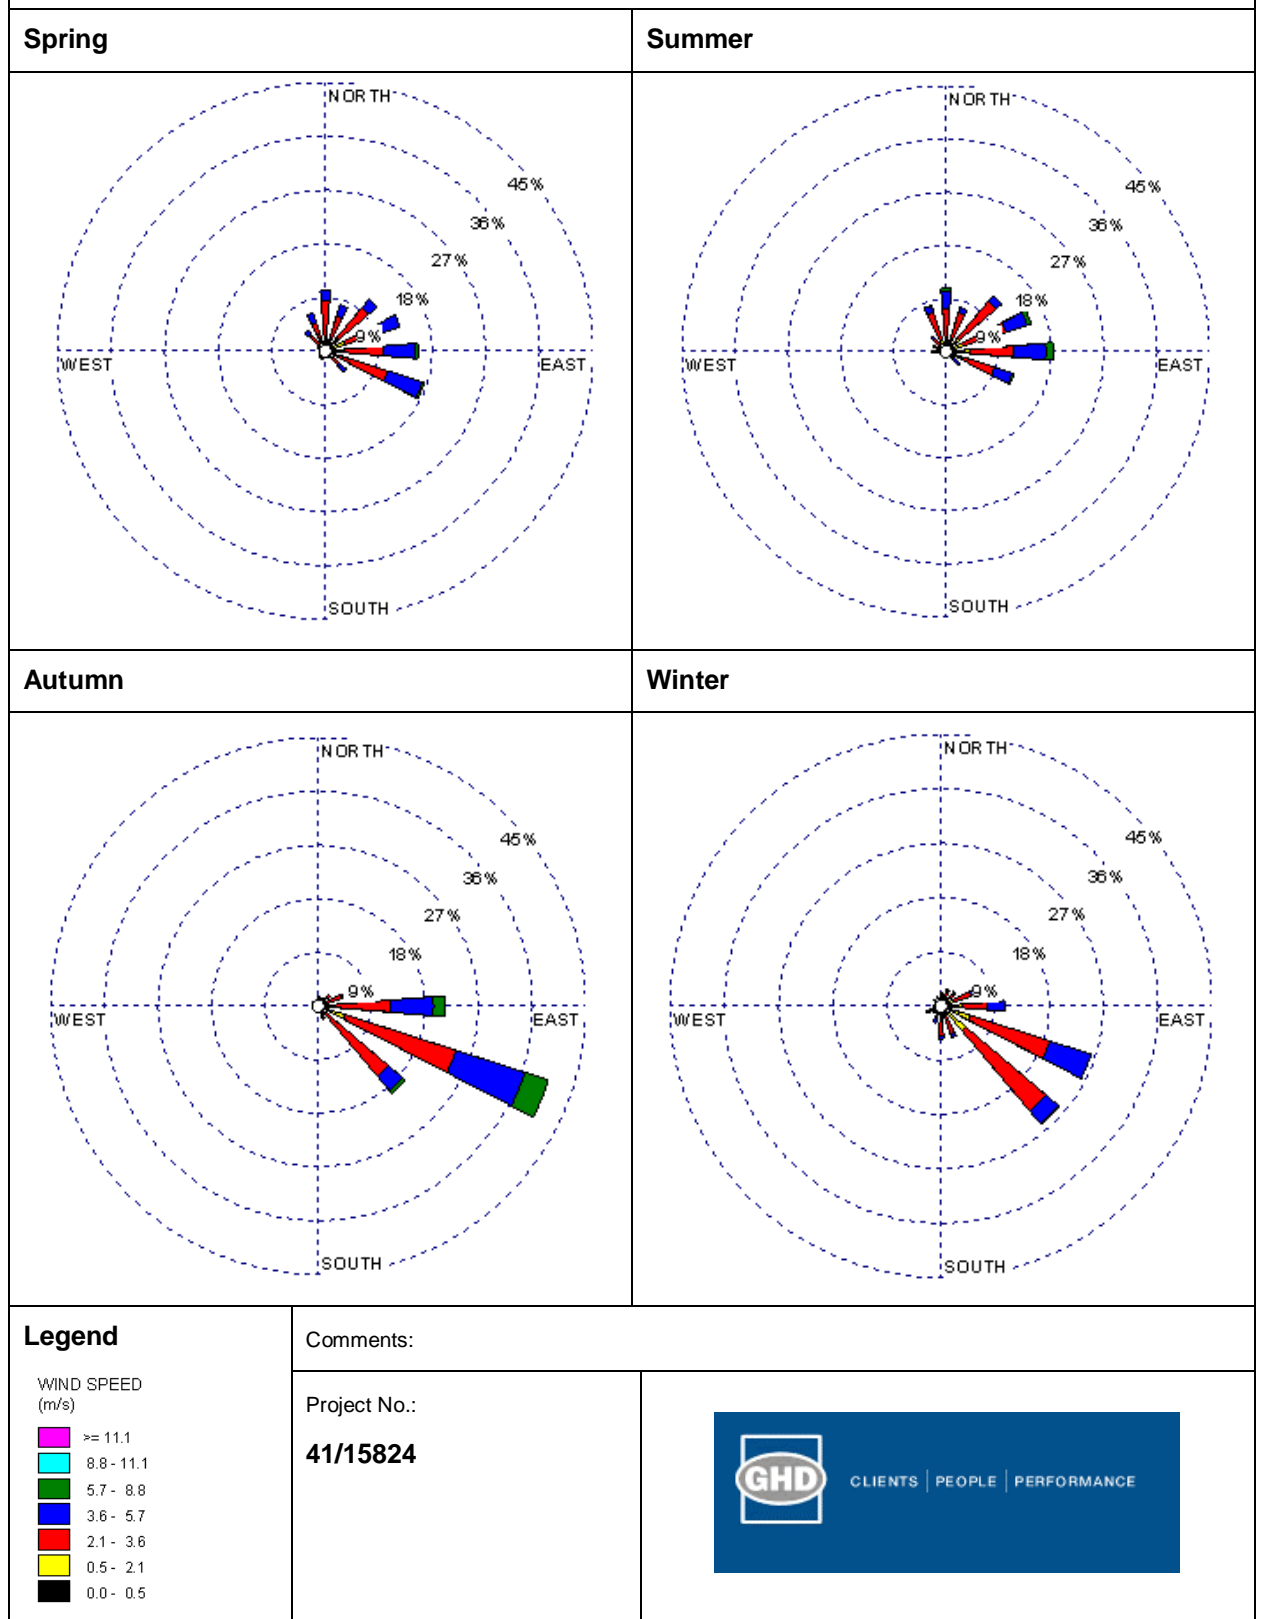 Spring
Summer
NORTH
45%
36%
27%
18%
9%
WEST
EAST
SOUTH
NORTH
45%
36%
27%
18%
9%
WEST
EAST
SOUTH
Autumn
Winter
NORTH
45%
36%
27%
18%
9%
WEST
EAST
SOUTH
NORTH
45%
36%
27%
18%
9%
WEST
EAST
SOUTH
Legend
WIND SPEED
(m/s)
>= 11.1
8.8 - 11.1
5.7 - 8.8
3.6 - 5.7
2.1 - 3.6
0.5 - 2.1
0.0 - 0.5
Comments:
Project No.:
41/15824
GHD
CLIENTS | PEOPLE | PERFORMANCE